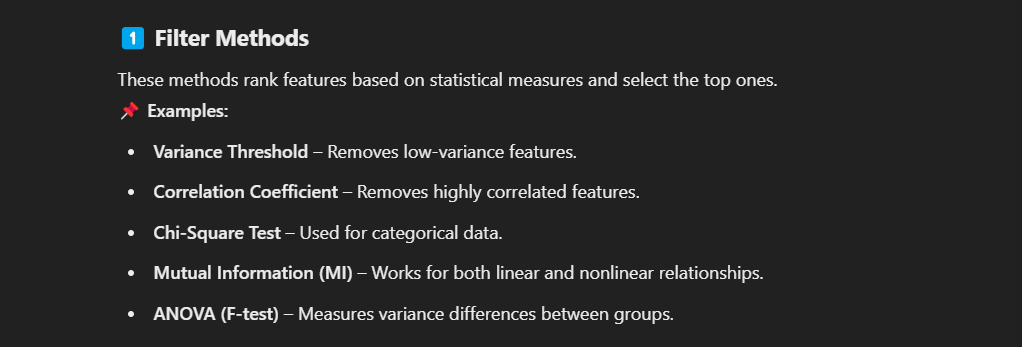 1 Filter Methods
These methods rank features based on statistical measures and select the top ones.
📌 Examples:
• Variance Threshold – Removes low-variance features.
• Correlation Coefficient – Removes highly correlated features.
• Chi-Square Test – Used for categorical data.
• Mutual Information (MI) – Works for both linear and nonlinear relationships.
• ANOVA (F-test) – Measures variance differences between groups.